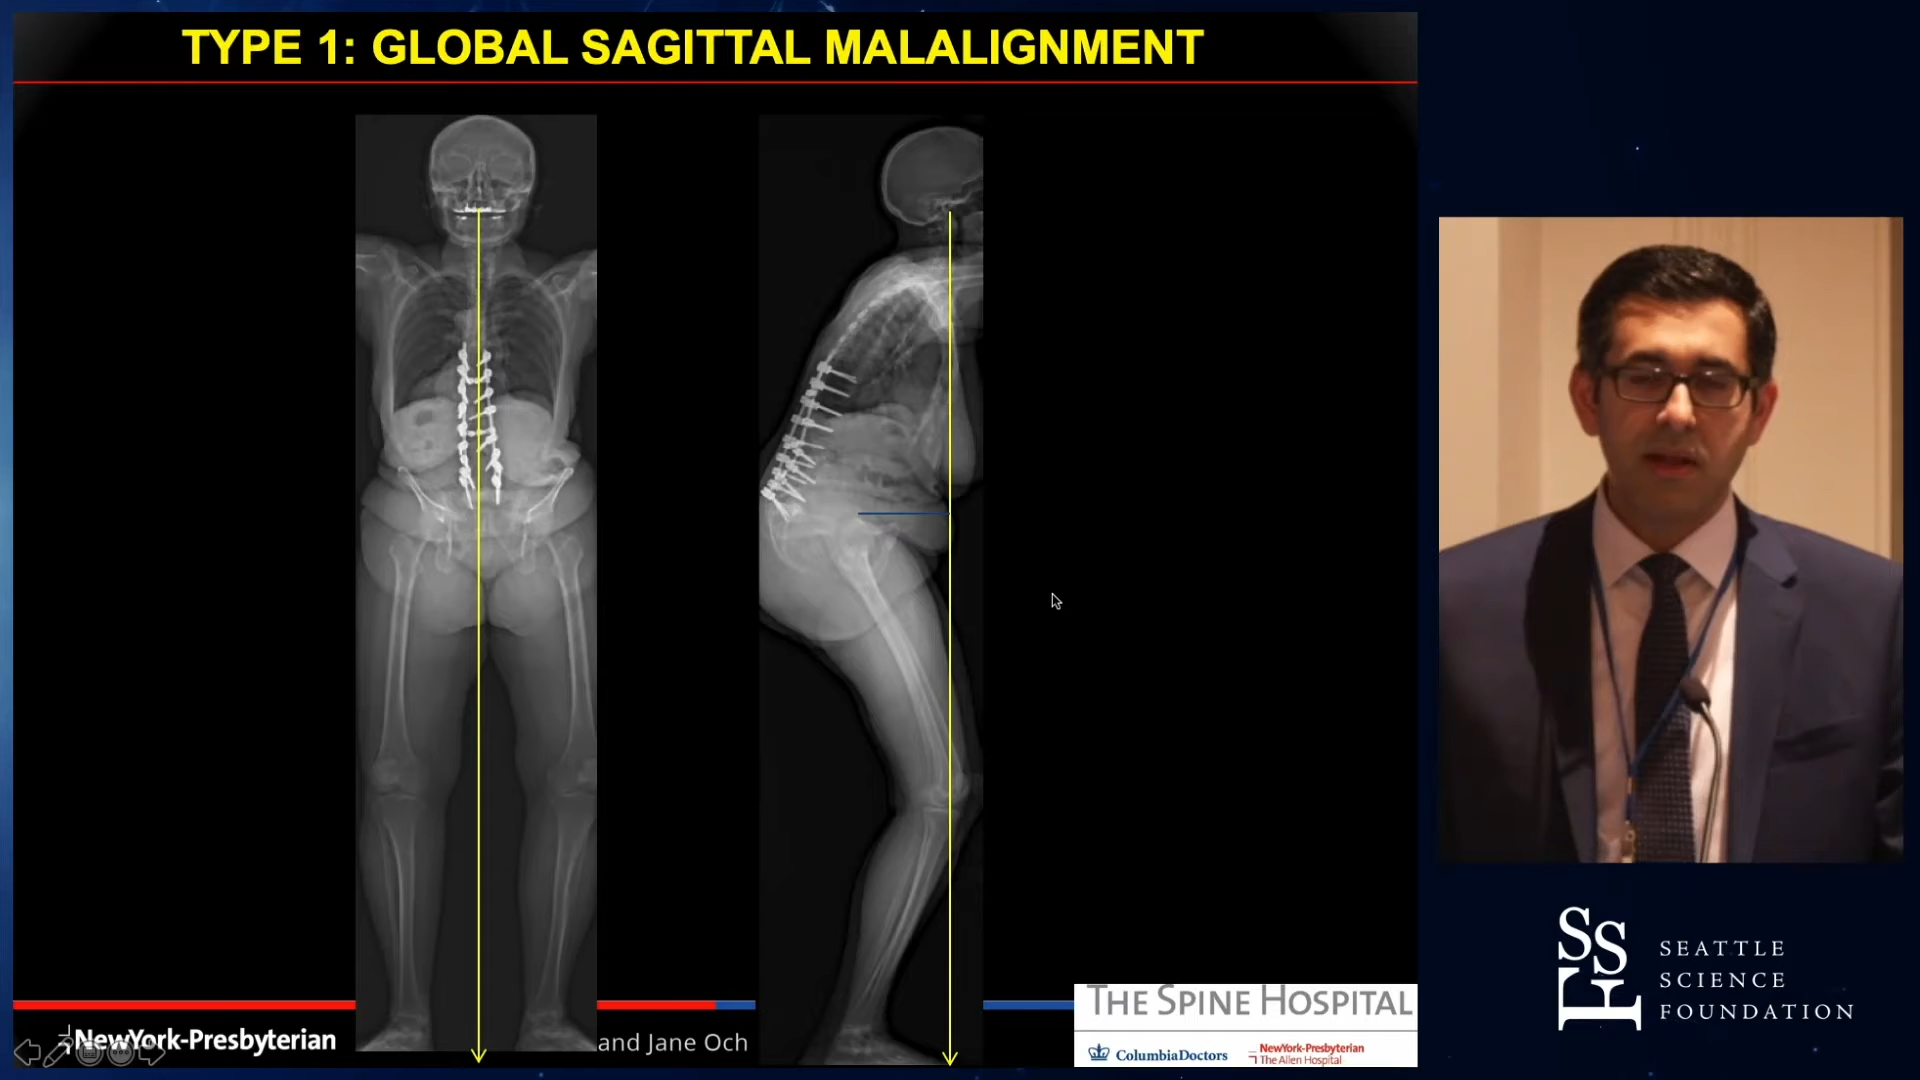 TYPE 1: GLOBAL SAGITTAL MALALIGNMENT
NewYork-Presbyterian
and Jane Och
THE SPINE HOSPITAL
ColumbiaDoctors
NewYork-Presbyterian
The Allen Hospital
SSF
SEATTLE
SCIENCE
FOUNDATION